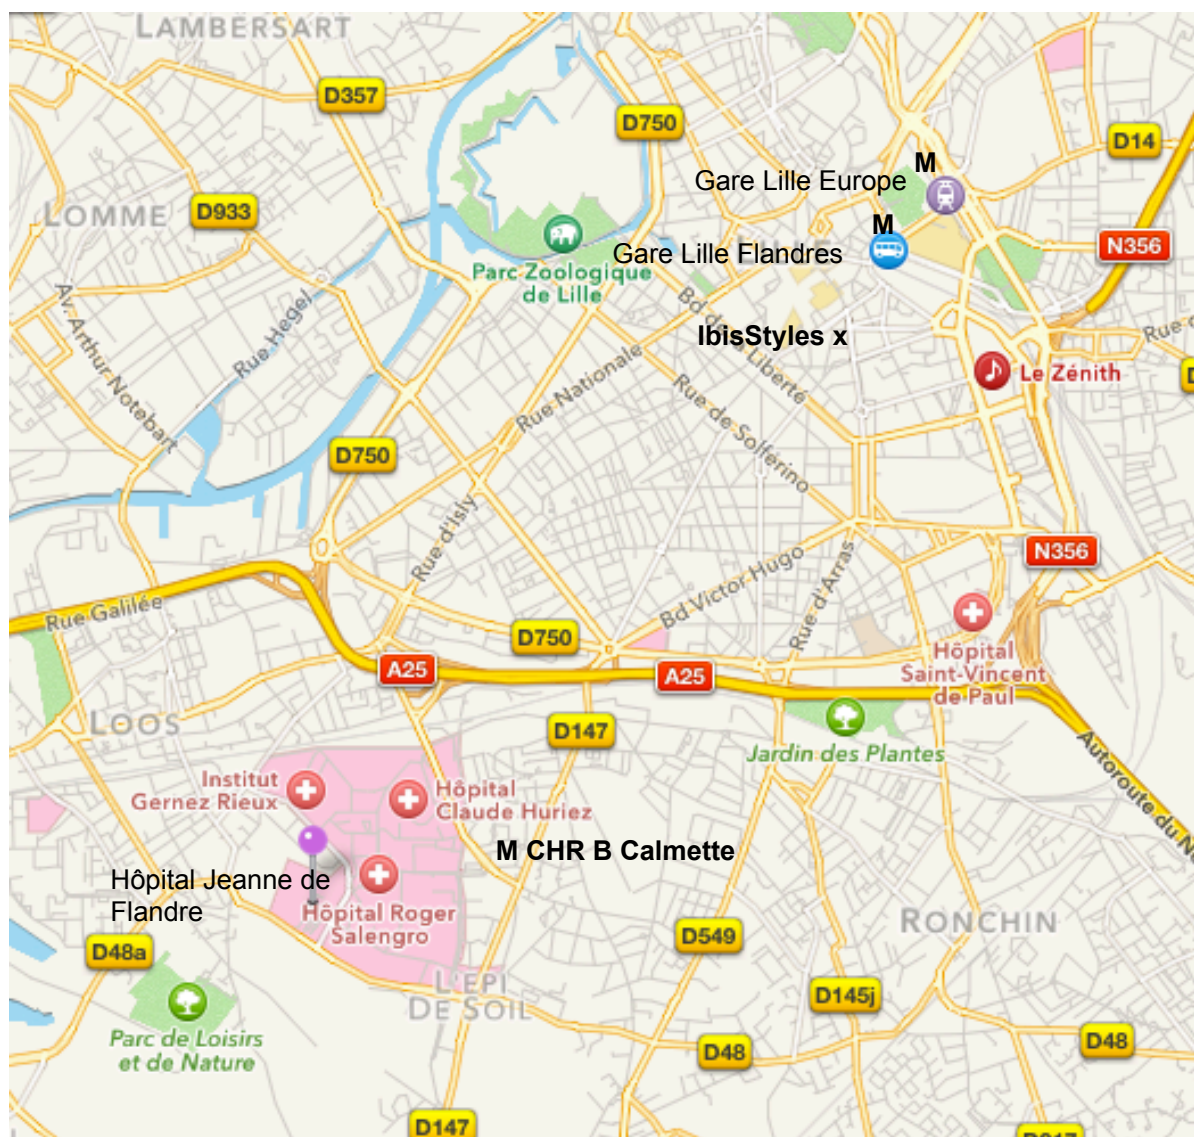 LAMBERSART
D357
D750
D14
M
Gare Lille Europe
LOMME
D933
M
Gare Lille Flandres
N356
Parc Zoologique
de Lille
Av. Arthur Notebart
Rue Hegel
Bd de la Liberté
IbisStyles x
Rue Nationale
Rue de Solférino
Le Zénith
D750
Rue d'Isly
N356
Bd Victor Hugo
Rue d'Arras
Rue Galilée
D750
Hôpital
Saint-Vincent
de Paul
A25
A25
LOOS
D147
Jardin des Plantes
Autoroute du N
Institut
Gernez Rieux
Hôpital
Claude Huriez
M CHR B Calmette
Hôpital Jeanne de
Flandre
Hôpital Roger
Salengro
D48a
D549
RONCHIN
L'EPI
DE SOIL
D145j
Parc de Loisirs
et de Nature
D48
D48
D147